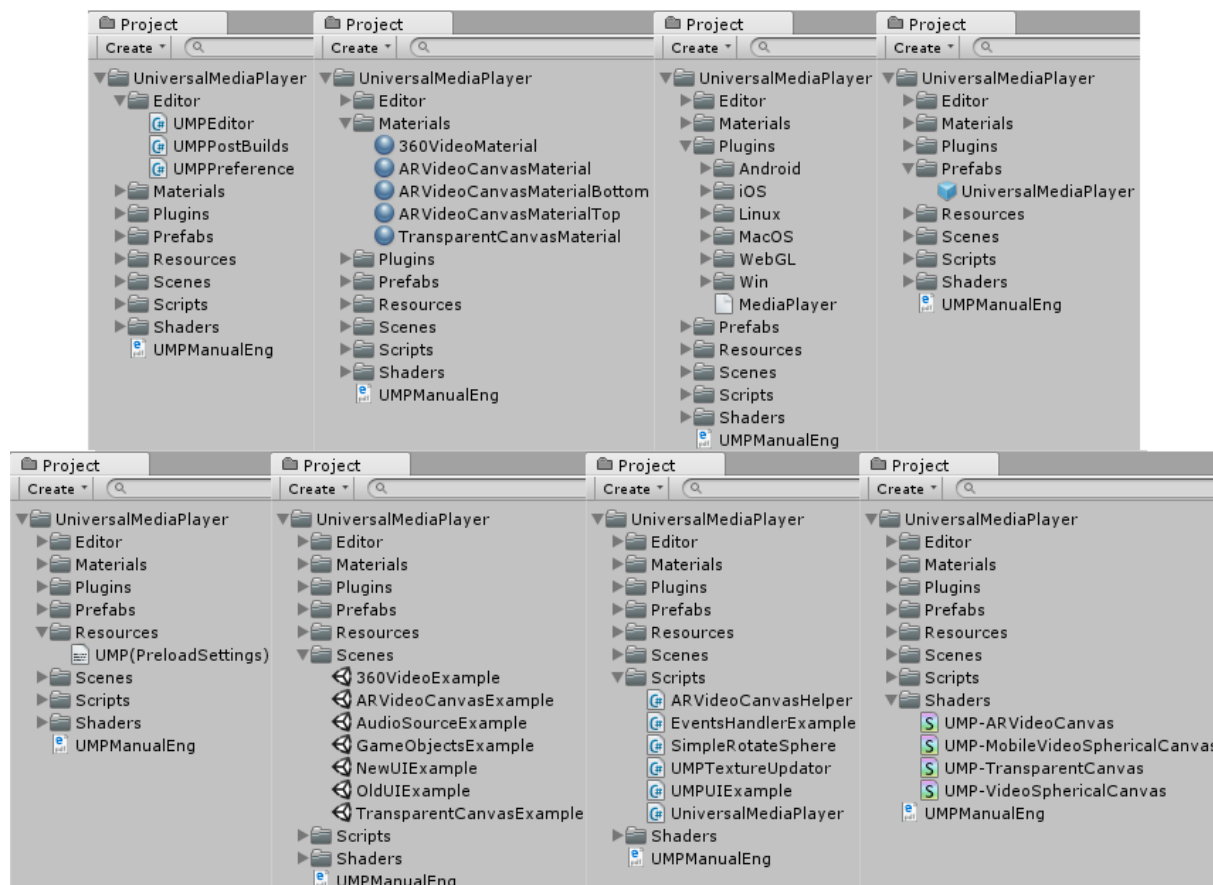 Project
Create
UniversalMediaPlayer
Editor
UMPEditor
UMPPostBuilds
UMPPreference
Materials
Plugins
Prefabs
Resources
Scenes
Scripts
Shaders
UMPManualEng
Project
Create
UniversalMediaPlayer
Editor
Materials
360VideoMaterial
ARVideoCanvasMaterial
ARVideoCanvasMaterialBottom
ARVideoCanvasMaterialTop
TransparentCanvasMaterial
Plugins
Prefabs
Resources
Scenes
Scripts
Shaders
UMPManualEng
Project
Create
UniversalMediaPlayer
Editor
Materials
Plugins
Android
iOS
Linux
MacOS
WebGL
Win
MediaPlayer
Prefabs
Resources
Scenes
Scripts
Shaders
UMPManualEng
Project
Create
UniversalMediaPlayer
Editor
Materials
Plugins
Prefabs
UniversalMediaPlayer
Resources
Scenes
Scripts
Shaders
UMPManualEng
Project
Create
UniversalMediaPlayer
Editor
Materials
Plugins
Prefabs
Resources
UMP(PreloadSettings)
Scenes
Scripts
Shaders
UMPManualEng
Project
Create
UniversalMediaPlayer
Editor
Materials
Plugins
Prefabs
Resources
Scenes
360VideoExample
ARVideoCanvasExample
AudioSourceExample
GameObjectsExample
NewUIExample
OldUIExample
TransparentCanvasExample
Scripts
Shaders
UMPManualEng
Project
Create
UniversalMediaPlayer
Editor
Materials
Plugins
Prefabs
Resources
Scenes
Scripts
ARVideoCanvasHelper
EventsHandlerExample
SimpleRotateSphere
UMPTextureUpdator
UMPUIExample
UniversalMediaPlayer
Shaders
UMPManualEng
Project
Create
UniversalMediaPlayer
Editor
Materials
Plugins
Prefabs
Resources
Scenes
Scripts
Shaders
UMP-ARVideoCanvas
UMP-MobileVideoSphericalCanvas
UMP-TransparentCanvas
UMP-VideoSphericalCanvas
UMPManualEng